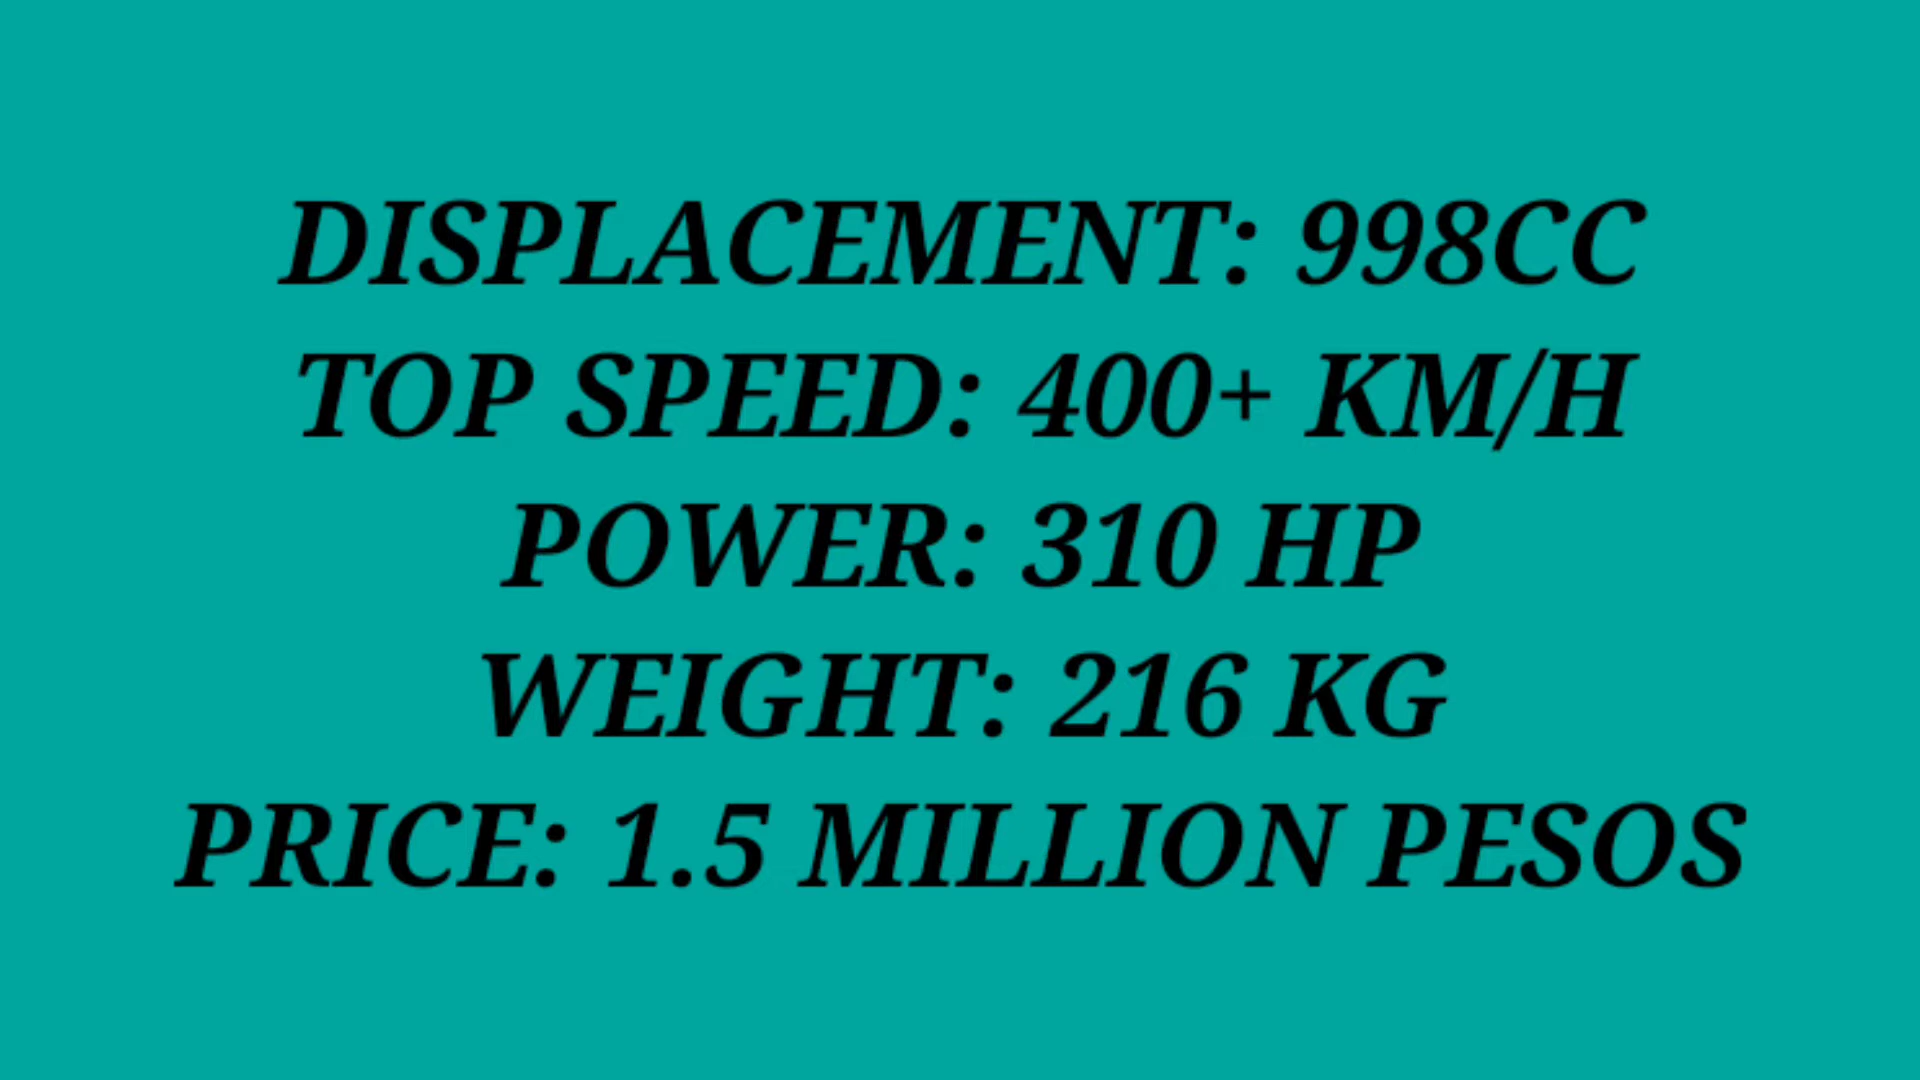 DISPLACEMENT: 998CC
TOP SPEED: 400+ KM/H
POWER: 310 HP
WEIGHT: 216 KG
PRICE: 1.5 MILLION PESOS